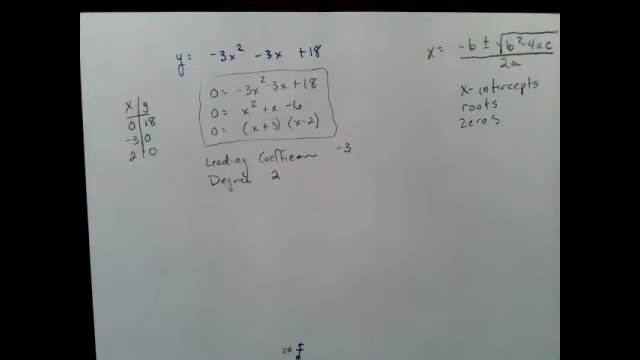 y = -3x² -3x +18
x = -b ± √b²-4ac
2a
0 = -3x² -3x +18
0 = x² + x -6
0 = (x+3) (x-2)
x-intercepts
roots
zeros
x y
0 18
-3 0
2 0
Leading Coefficient -3
Degree 2
20